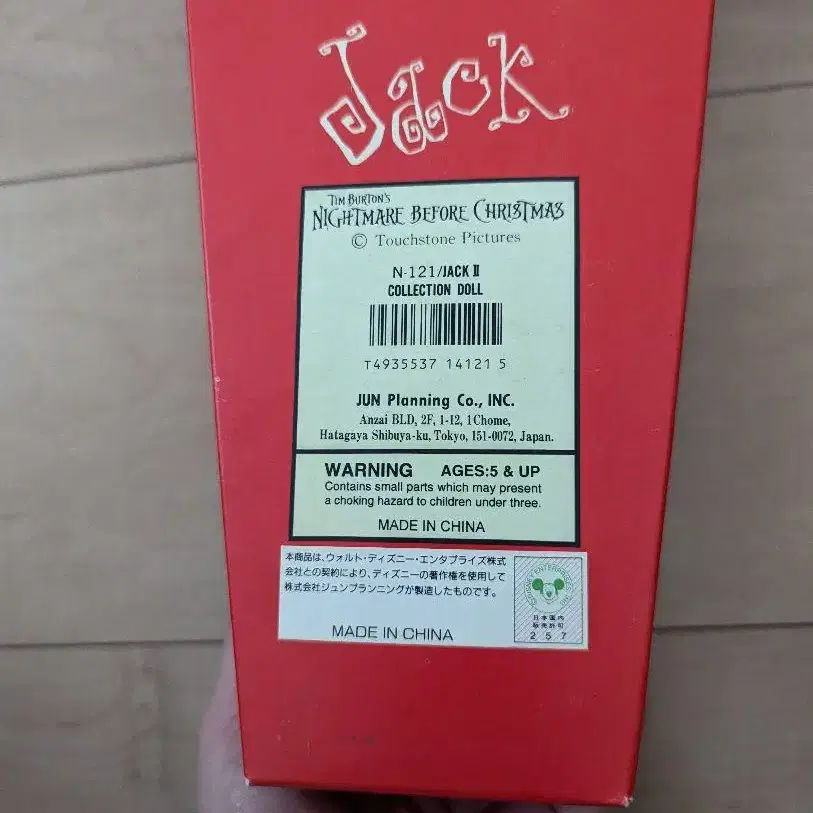 Jack
TIM BURTON'S
NIGHTMARE BEFORE CHRISTMAS
© Touchstone Pictures
N-121/JACK II
COLLECTION DOLL
T4935537 14121 5
JUN Planning Co., INC.
Anzai BLD, 2F, 1-12, 1Chome,
Hatagaya Shibuya-ku, Tokyo, 151-0072, Japan.
WARNING AGES:5 & UP
Contains small parts which may present
a choking hazard to children under three.
MADE IN CHINA
本商品は、ウォルト・ディズニー・エンタプライズ株式
会社との契約により、ディズニーの著作権を使用して
株式会社ジュンプランニングが製造したものです。
MADE IN CHINA
日本国内
販売許可
257